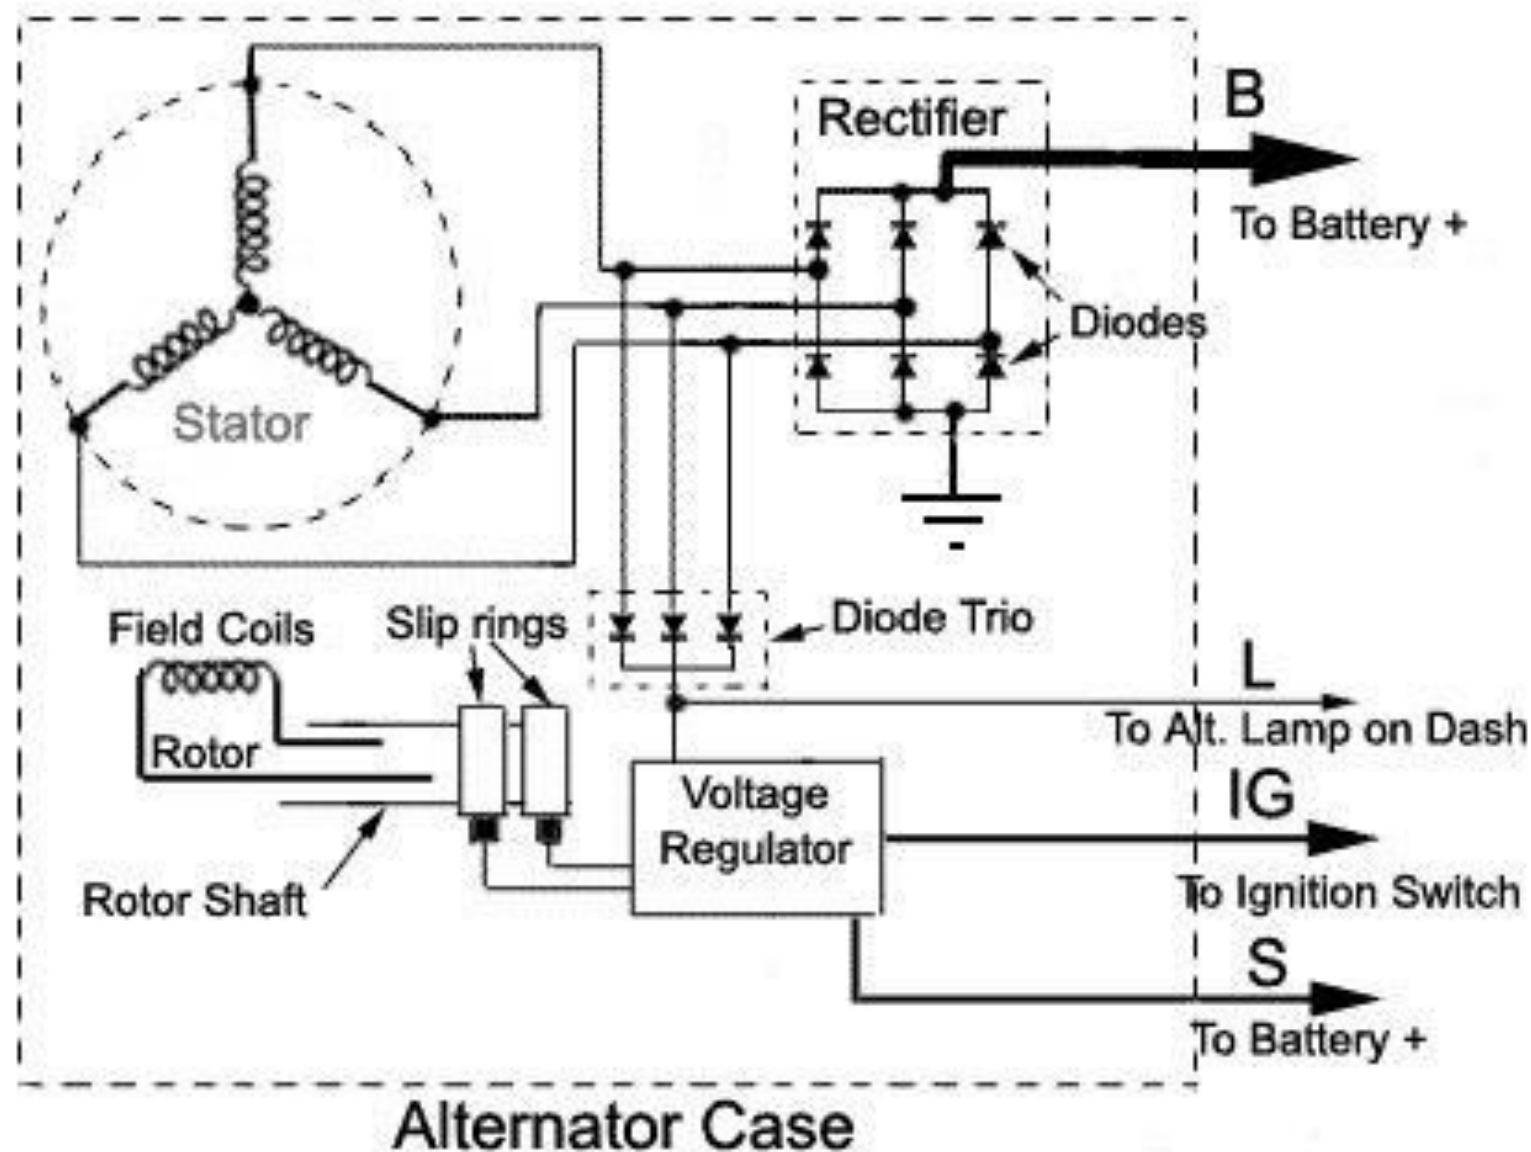 B
Rectifier
To Battery +
Diodes
Stator
Field Coils
Slip rings
Diode Trio
L
To Alt. Lamp on Dash
Rotor
Voltage
Regulator
IG
To Ignition Switch
Rotor Shaft
S
To Battery +
Alternator Case